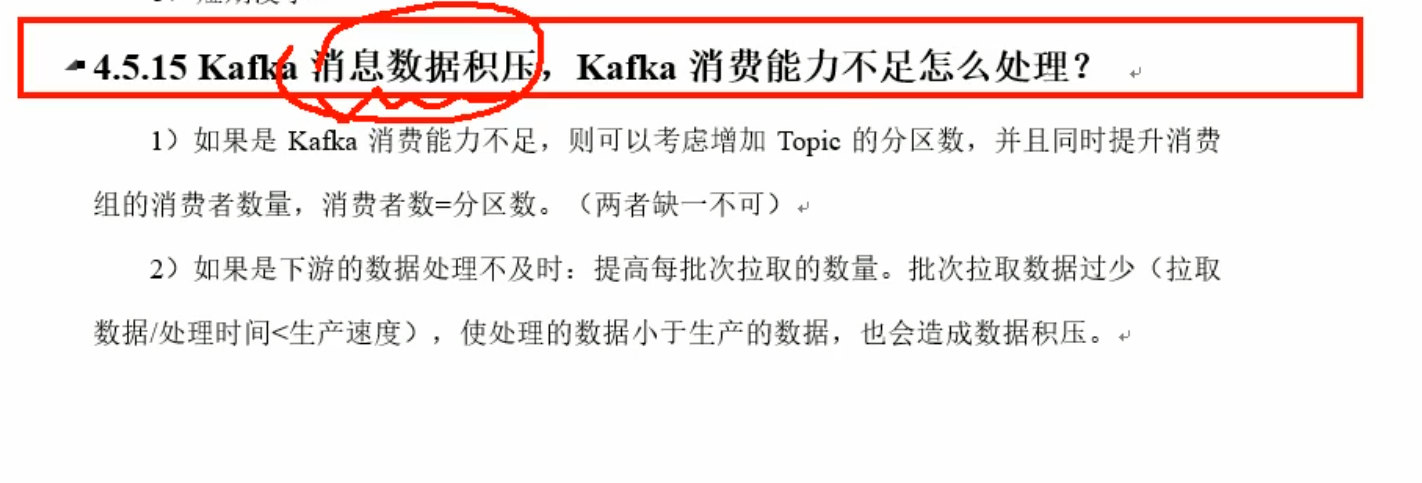 4.5.15 Kafka 消息数据积压，Kafka 消费能力不足怎么处理？
1）如果是 Kafka 消费能力不足，则可以考虑增加 Topic 的分区数，并且同时提升消费
组的消费者数量，消费者数=分区数。（两者缺一不可）
2）如果是下游的数据处理不及时：提高每批次拉取的数量。批次拉取数据过少（拉取
数据/处理时间<生产速度），使处理的数据小于生产的数据，也会造成数据积压。